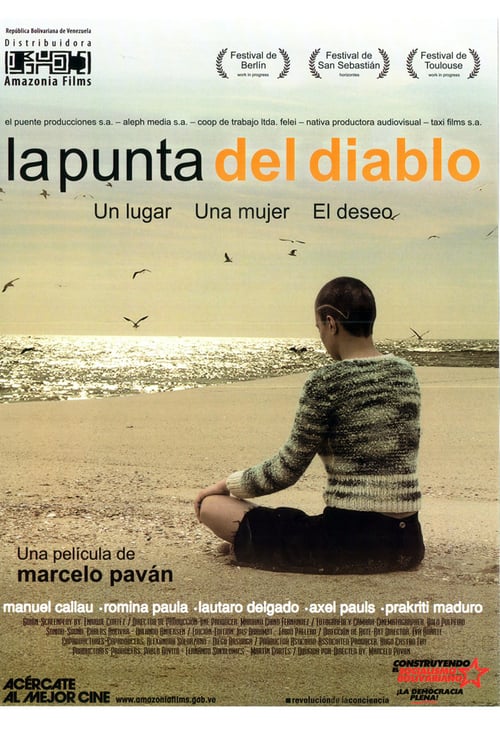 República Bolivariana de Venezuela
Distribuidora
Amazonia Films
Festival de
Berlín
work in progress
Festival de
San Sebastián
horizontes
Festival de
Toulouse
work in progress
el puente producciones s.a. – aleph media s.a. – coop de trabajo ltda. felei – nativa productora audiovisual – taxi films s.a.
la punta del diablo
Un lugar Una mujer El deseo
Una película de
marcelo paván
manuel callau · romina paula · lautaro delgado · axel pauls · prakriti maduro
ACÉRCATE
AL MEJOR CINE
www.amazoniafilms.gob.ve
revolucióndelaconciencia
CONSTRUYENDO
EL SOCIALISMO
BOLIVARIANO
¡LA DEMOCRACIA
PLENA!